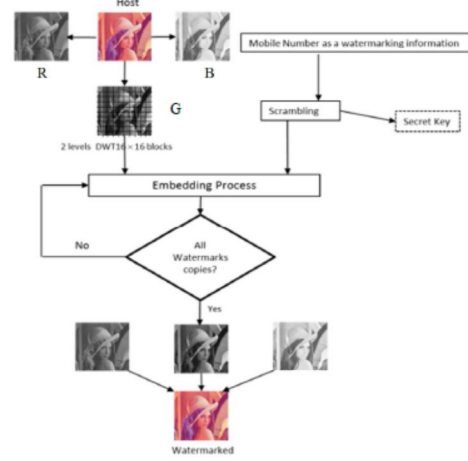 Host
R
B
Mobile Number as a watermarking information
G
Scrambling
Secret Key
2 levels DWT16 × 16 blocks
Embedding Process
No
All
Watermarks
copies?
Yes
Watermarked